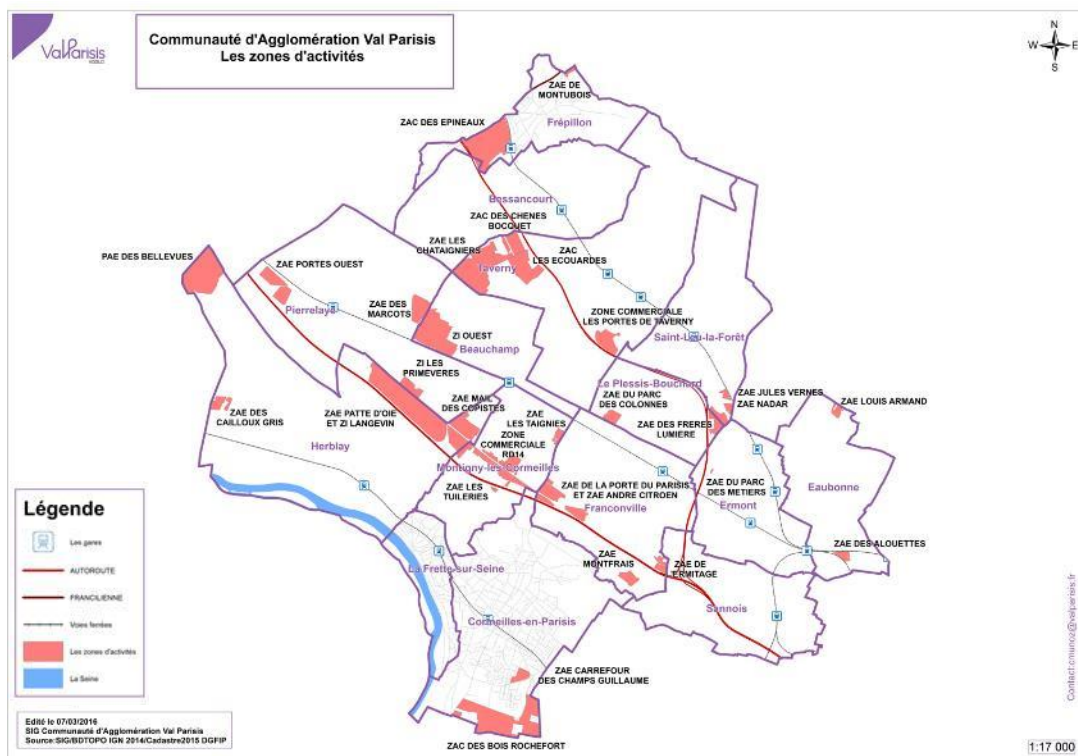 ValParisis
AGGLO
Communauté d'Agglomération Val Parisis
Les zones d'activités
N
W
E
S
ZAE DE
MONTUBOIS
Frépillon
ZAC DES EPINEAUX
Bessancourt
ZAC DES CHENES
BOCQUET
ZAE LES
CHATAIGNIERS
ZAC
LES ECOUARDES
Taverny
PAE DES BELLEVUES
ZAE PORTES OUEST
Pierrelaye
ZAE DES
MARCOTS
ZONE COMMERCIALE
LES PORTES DE TAVERNY
ZI OUEST
Beauchamp
Saint-Leu-la-Forêt
ZI LES
PRIMEVERES
Le Plessis-Bouchard
ZAE JULES VERNES
ZAE NADAR
ZAE LOUIS ARMAND
ZAE DU PARC
DES COLONNES
ZAE MAIL
DES COPISTES
ZAE DES
CAILLOUX GRIS
ZAE PATTE D'OIE
ET ZI LANGEVIN
ZAE
LES TAIGNIES
ZAE DES FRERES
LUMIERE
ZONE
COMMERCIALE
RD14
Herblay
Montigny-les-Cormeilles
ZAE LES
TUILERIES
ZAE DE LA PORTE DU PARISIS
ET ZAE ANDRE CITROEN
Franconville
ZAE DU PARC
DES METIERS
Ermont
Eaubonne
ZAE DES ALOUETTES
ZAE
MONTFRAIS
ZAE DE
L'ERMITAGE
La Frette-sur-Seine
Sannois
Cormeilles-en-Parisis
ZAE CARREFOUR
DES CHAMPS GUILLAUME
ZAC DES BOIS ROCHEFORT
Légende
Les gares
AUTOROUTE
FRANCILIENNE
Voies ferrées
Les zones d'activités
La Seine
Edité le 07/03/2016
SIG Communauté d'Agglomération Val Parisis
Source:SIG/BDTOPO IGN 2014/Cadastre2015 DGFIP
Contact:cmunoz@valparisis.fr
1:17 000